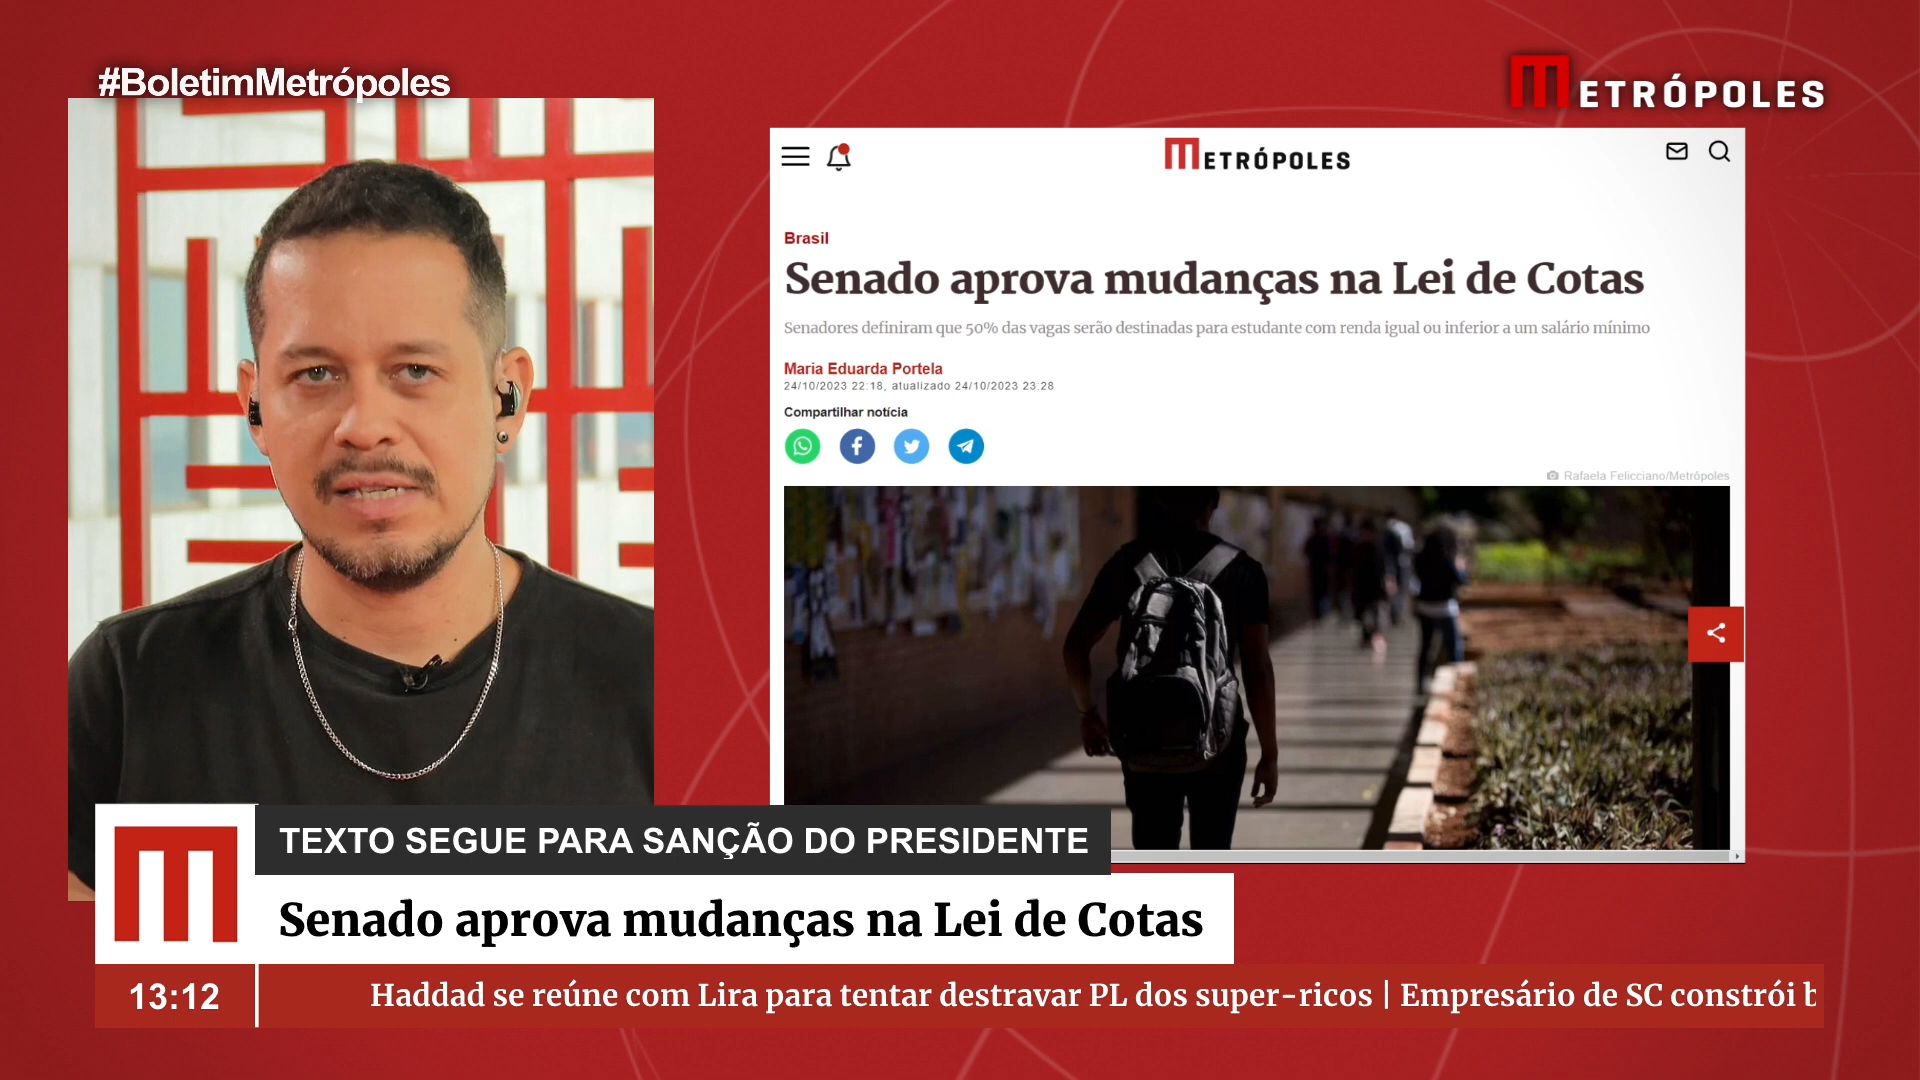 #BoletimMetrópoles
METRÓPOLES
METRÓPOLES
Brasil
Senado aprova mudanças na Lei de Cotas
Senadores definiram que 50% das vagas serão destinadas para estudante com renda igual ou inferior a um salário mínimo
Maria Eduarda Portela
24/10/2023 22:18, atualizado 24/10/2023 23:28
Compartilhar notícia
Rafaela Felicciano/Metrópoles
TEXTO SEGUE PARA SANÇÃO DO PRESIDENTE
Senado aprova mudanças na Lei de Cotas
13:12
Haddad se reúne com Lira para tentar destravar PL dos super-ricos | Empresário de SC constrói